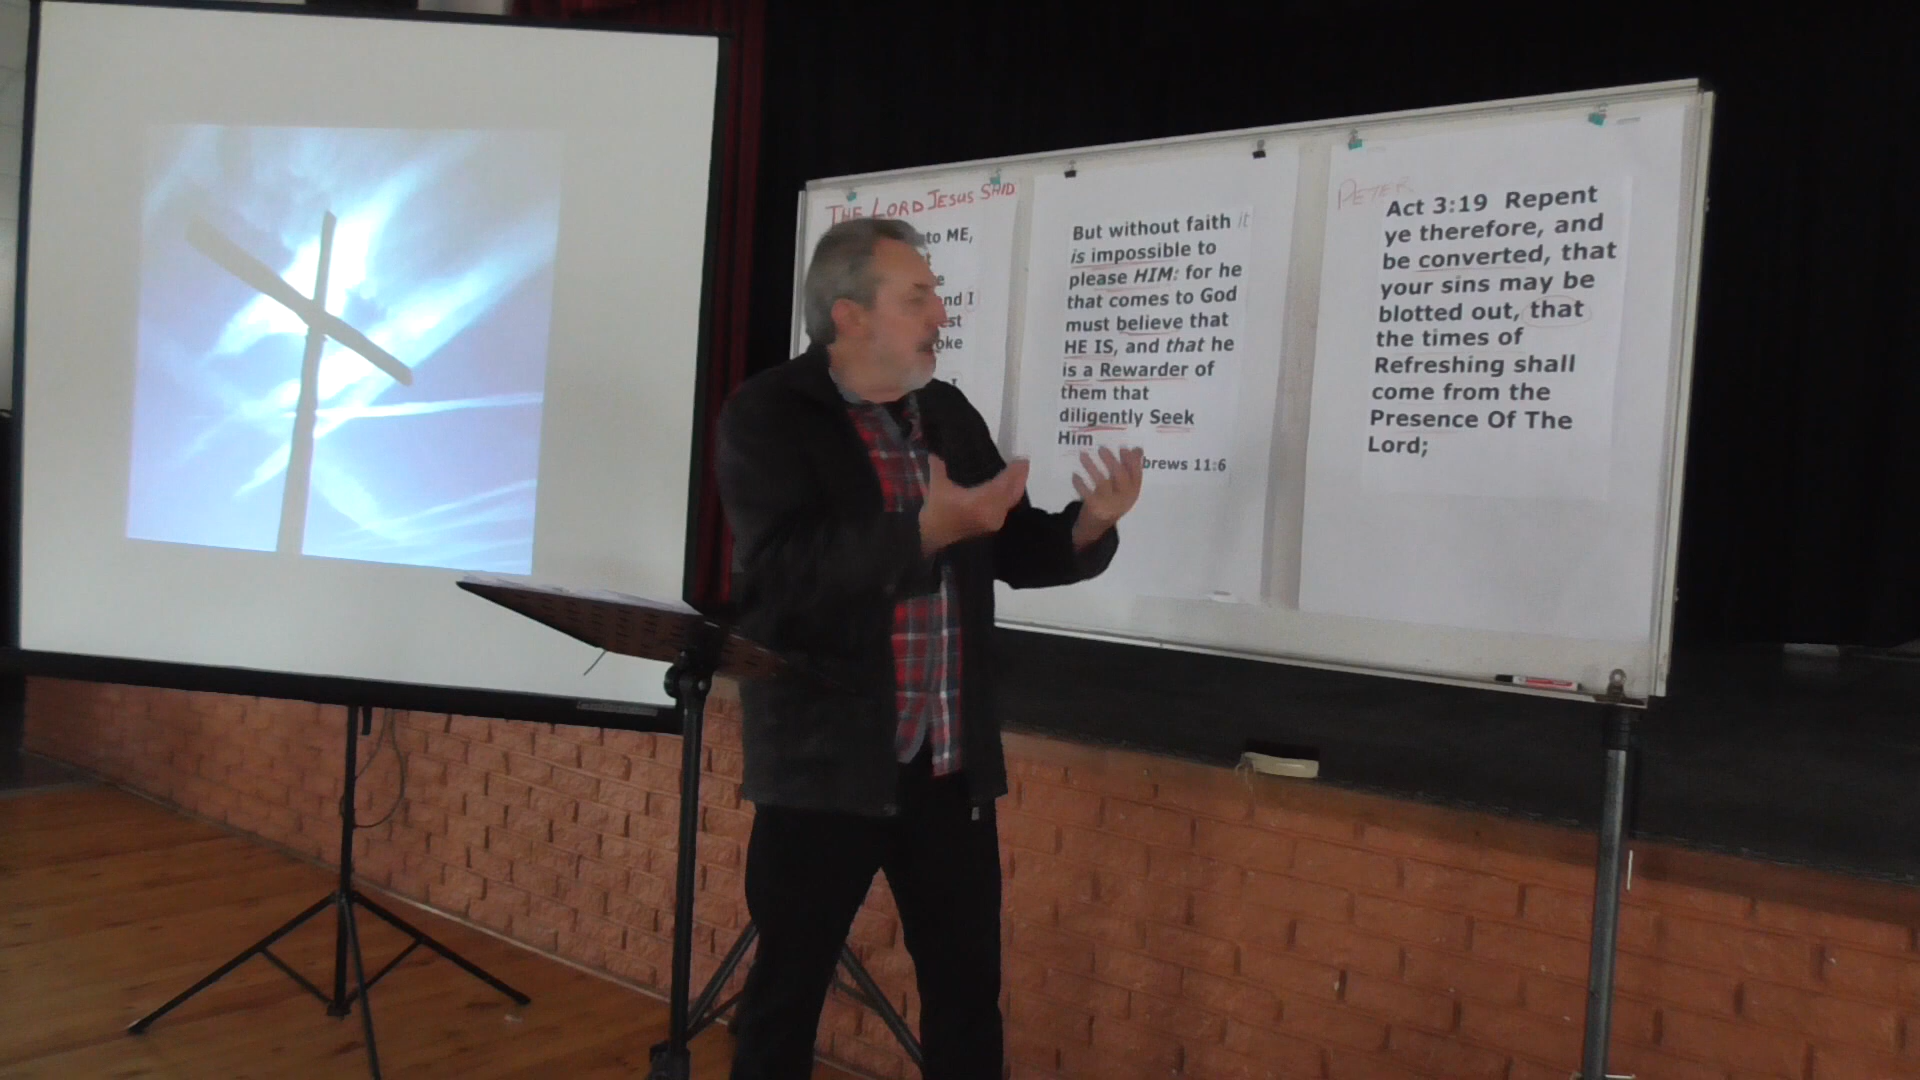 THE LORD JESUS SAID
to ME,
nd I
But without faith it
is impossible to
please HIM: for he
that comes to God
must believe that
HE IS, and that he
is a Rewarder of
them that
diligently Seek
Him
brews 11:6
PETER
Act 3:19 Repent
ye therefore, and
be converted, that
your sins may be
blotted out, that
the times of
Refreshing shall
come from the
Presence Of The
Lord;